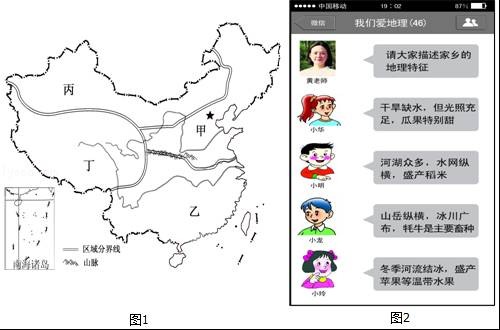 丙
甲
丁
乙
区域分界线
山脉
南海诸岛
图1
中国移动 19:02 87%
微信 我们爱地理(46)
请大家描述家乡的
地理特征
黄老師
干旱缺水，但光照充
足，瓜果特别甜
小华
河湖众多，水网纵
横，盛产稻米
小明
山岳纵横，冰川广
布，牦牛是主要畜种
小龙
冬季河流结冰，盛产
苹果等温带水果
小玲
图2